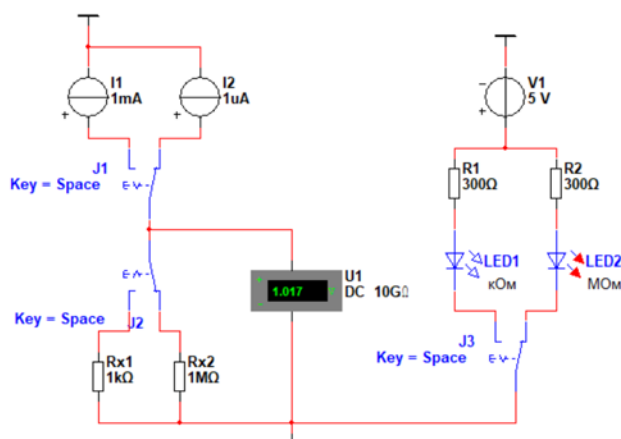 I1
1mA
+
I2
1uA
+
J1
Key = Space
Key = Space
J2
Rx1
1kΩ
Rx2
1MΩ
+
-
1.017
V
U1
DC 10GΩ
V1
5 V
-
+
R1
300Ω
R2
300Ω
LED1
кОм
LED2
МОм
J3
Key = Space